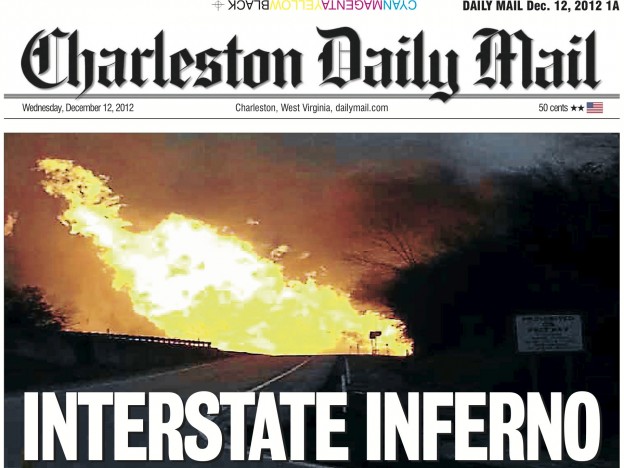 CYANMAGENTAYELLOWBLACK
DAILY MAIL Dec. 12, 2012 1A
Charleston Daily Mail
Wednesday, December 12, 2012
Charleston, West Virginia, dailymail.com
50 cents ★★
PROHIBITED
INTERSTATE INFERNO